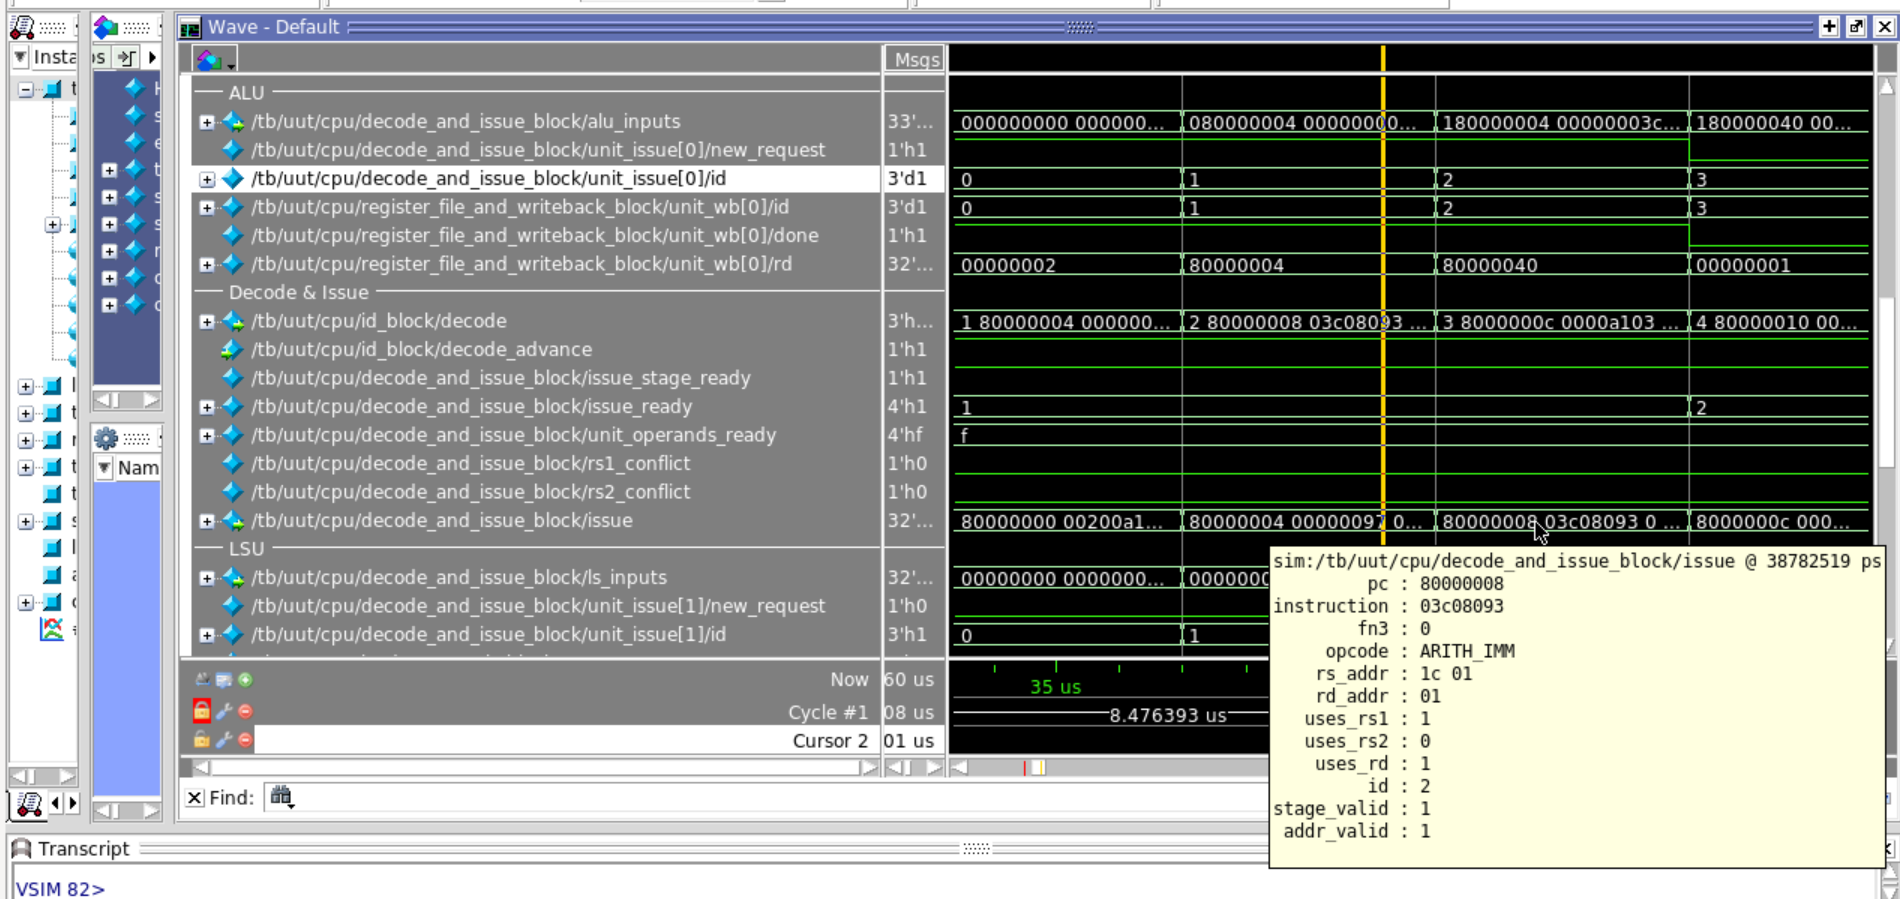 Wave - Default
Insta
os
Msgs
ALU
/tb/uut/cpu/decode_and_issue_block/alu_inputs 33'... 000000000 000000... 080000004 00000000... 180000004 00000003c... 180000040 00...
/tb/uut/cpu/decode_and_issue_block/unit_issue[0]/new_request 1'h1
/tb/uut/cpu/decode_and_issue_block/unit_issue[0]/id 3'd1 0 1 2 3
/tb/uut/cpu/register_file_and_writeback_block/unit_wb[0]/id 3'd1 0 1 2 3
/tb/uut/cpu/register_file_and_writeback_block/unit_wb[0]/done 1'h1
/tb/uut/cpu/register_file_and_writeback_block/unit_wb[0]/rd 32'... 00000002 80000004 80000040 00000001
Decode & Issue
/tb/uut/cpu/id_block/decode 3'h... 1 80000004 000000... 2 80000008 03c08093 ... 3 8000000c 0000a103 ... 4 80000010 00...
/tb/uut/cpu/id_block/decode_advance 1'h1
/tb/uut/cpu/decode_and_issue_block/issue_stage_ready 1'h1
/tb/uut/cpu/decode_and_issue_block/issue_ready 4'h1 1 2
/tb/uut/cpu/decode_and_issue_block/unit_operands_ready 4'hf f
/tb/uut/cpu/decode_and_issue_block/rs1_conflict 1'h0
/tb/uut/cpu/decode_and_issue_block/rs2_conflict 1'h0
/tb/uut/cpu/decode_and_issue_block/issue 32'... 80000000 00200a1... 80000004 00000097 0... 80000008 03c08093 0 ... 8000000c 000...
LSU
/tb/uut/cpu/decode_and_issue_block/ls_inputs 32'... 00000000 0000000... 0000000
/tb/uut/cpu/decode_and_issue_block/unit_issue[1]/new_request 1'h0
/tb/uut/cpu/decode_and_issue_block/unit_issue[1]/id 3'h1 0 1
Nam
sim:/tb/uut/cpu/decode_and_issue_block/issue @ 38782519 ps
pc : 80000008
instruction : 03c08093
fn3 : 0
opcode : ARITH_IMM
rs_addr : 1c 01
rd_addr : 01
uses_rs1 : 1
uses_rs2 : 0
uses_rd : 1
id : 2
stage_valid : 1
addr_valid : 1
Now 60 us 35 us
Cycle #1 08 us 8.476393 us
Cursor 2 01 us
Find:
Transcript
VSIM 82>